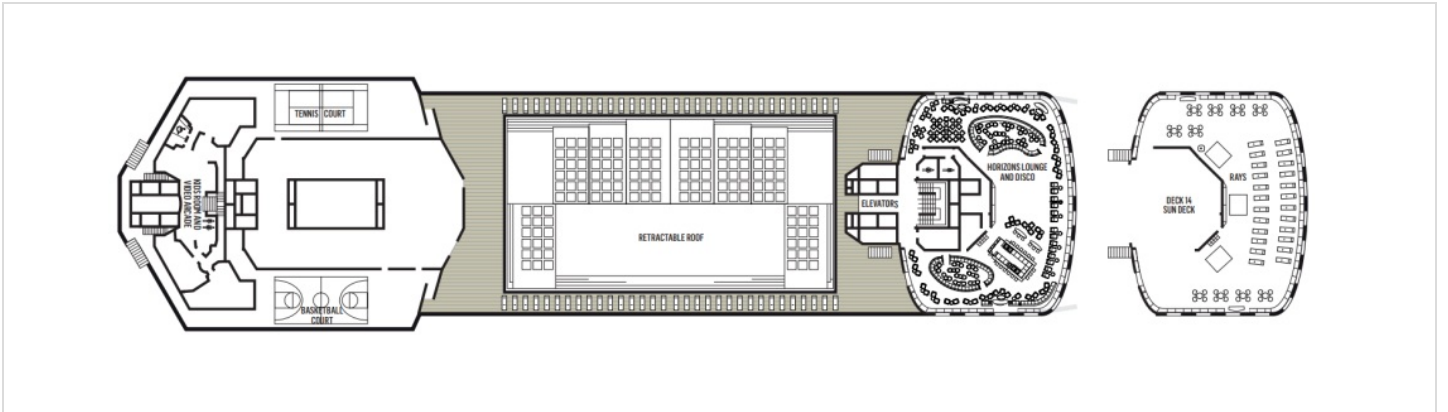 TENNIS COURT
KIDS ROOM AND
VIDEO ARCADE
BASKETBALL
COURT
RETRACTABLE ROOF
ELEVATORS
HORIZONS LOUNGE
AND DISCO
DECK 14
SUN DECK
RAYS